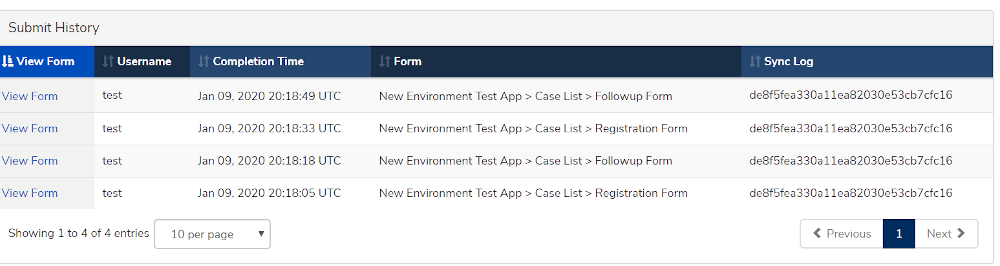 Submit History
View Form Username Completion Time Form Sync Log
View Form test Jan 09, 2020 20:18:49 UTC New Environment Test App > Case List > Followup Form de8f5fea330a11ea82030e53cb7cfc16
View Form test Jan 09, 2020 20:18:33 UTC New Environment Test App > Case List > Registration Form de8f5fea330a11ea82030e53cb7cfc16
View Form test Jan 09, 2020 20:18:18 UTC New Environment Test App > Case List > Followup Form de8f5fea330a11ea82030e53cb7cfc16
View Form test Jan 09, 2020 20:18:05 UTC New Environment Test App > Case List > Registration Form de8f5fea330a11ea82030e53cb7cfc16
Showing 1 to 4 of 4 entries 10 per page Previous 1 Next